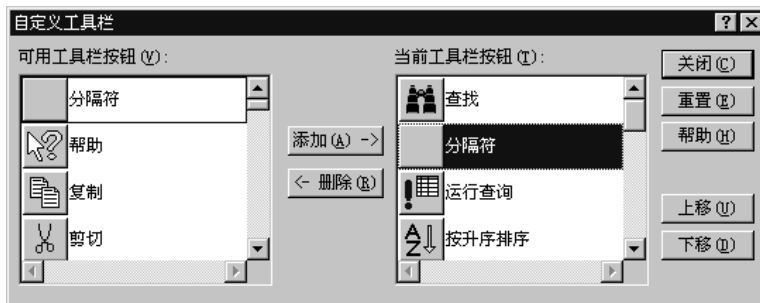 自定义工具栏
可用工具栏按钮(V):
分隔符
帮助
复制
剪切
添加(A) ->
<- 删除(R)
当前工具栏按钮(T):
查找
分隔符
运行查询
按升序排序
关闭(C)
重置(E)
帮助(H)
上移(U)
下移(D)